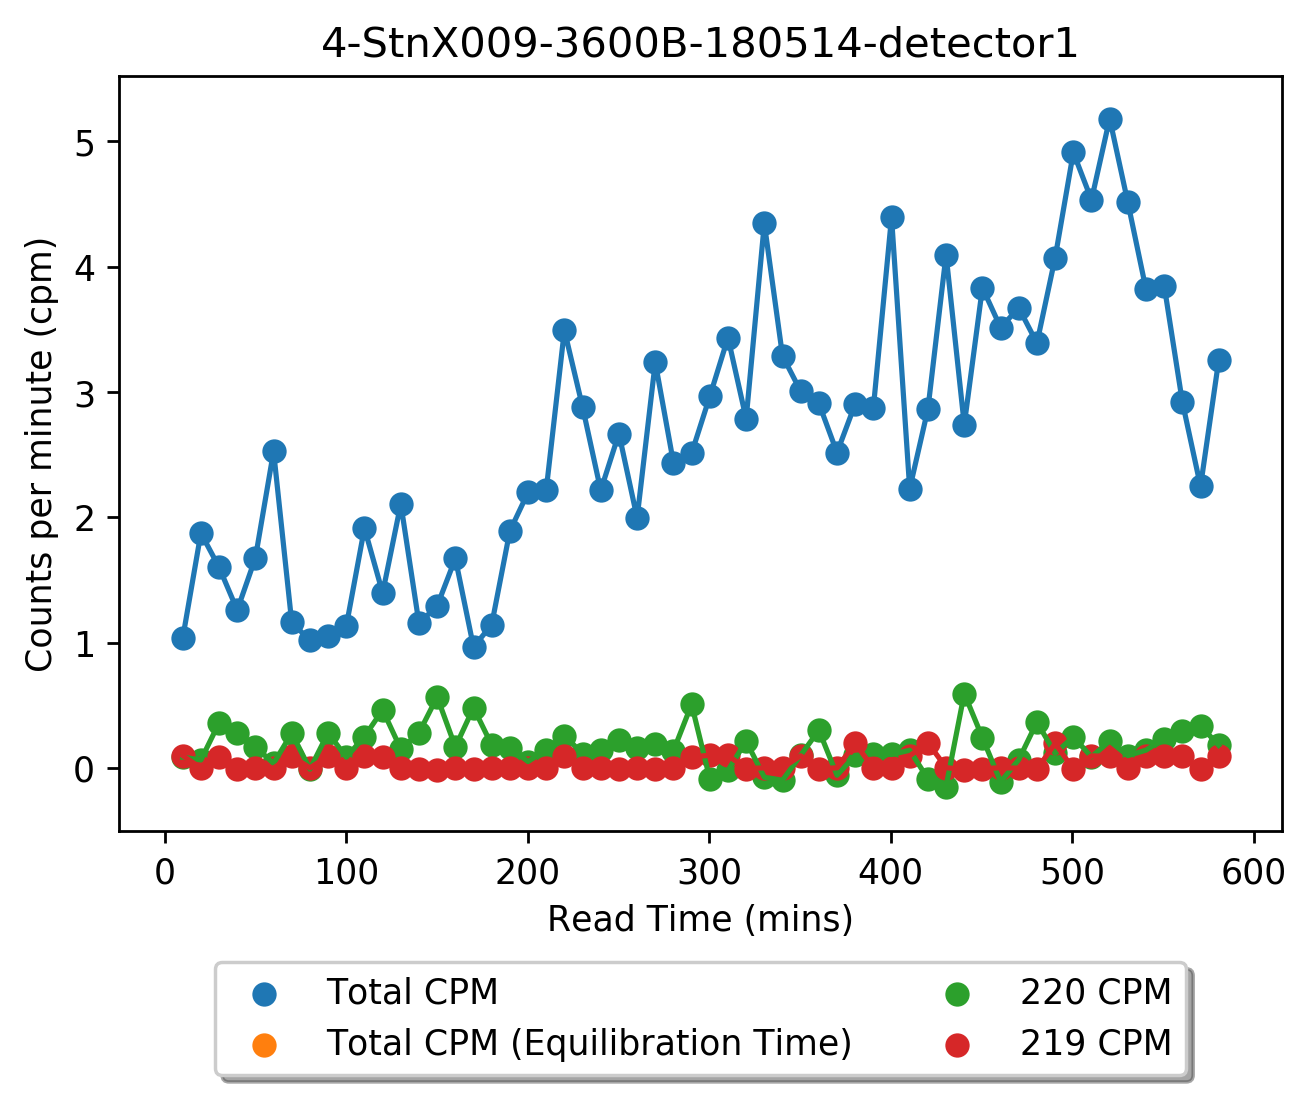 4-StnX009-3600B-180514-detector1
Counts per minute (cpm)
5
4
3
2
1
0
0 100 200 300 400 500 600
Read Time (mins)
Total CPM
Total CPM (Equilibration Time)
220 CPM
219 CPM